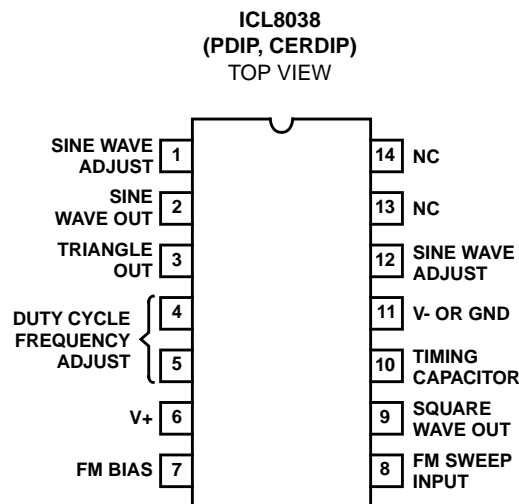 ICL8038
(PDIP, CERDIP)
TOP VIEW
SINE WAVE
ADJUST
1
SINE
WAVE OUT
2
TRIANGLE
OUT
3
DUTY CYCLE
FREQUENCY
ADJUST
4
5
V+
6
FM BIAS
7
14
NC
13
NC
12
SINE WAVE
ADJUST
11
V- OR GND
10
TIMING
CAPACITOR
9
SQUARE
WAVE OUT
8
FM SWEEP
INPUT